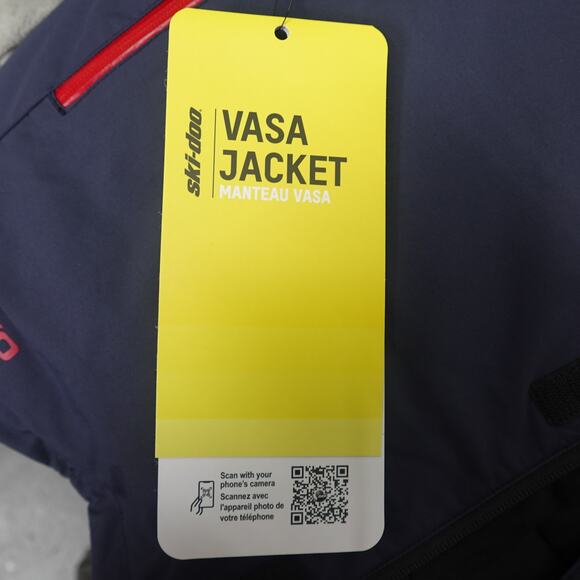 ski-doo
VASA
JACKET
MANTEAU VASA
Scan with your
phone's camera
Scannez avec
l'appareil photo de
votre téléphone